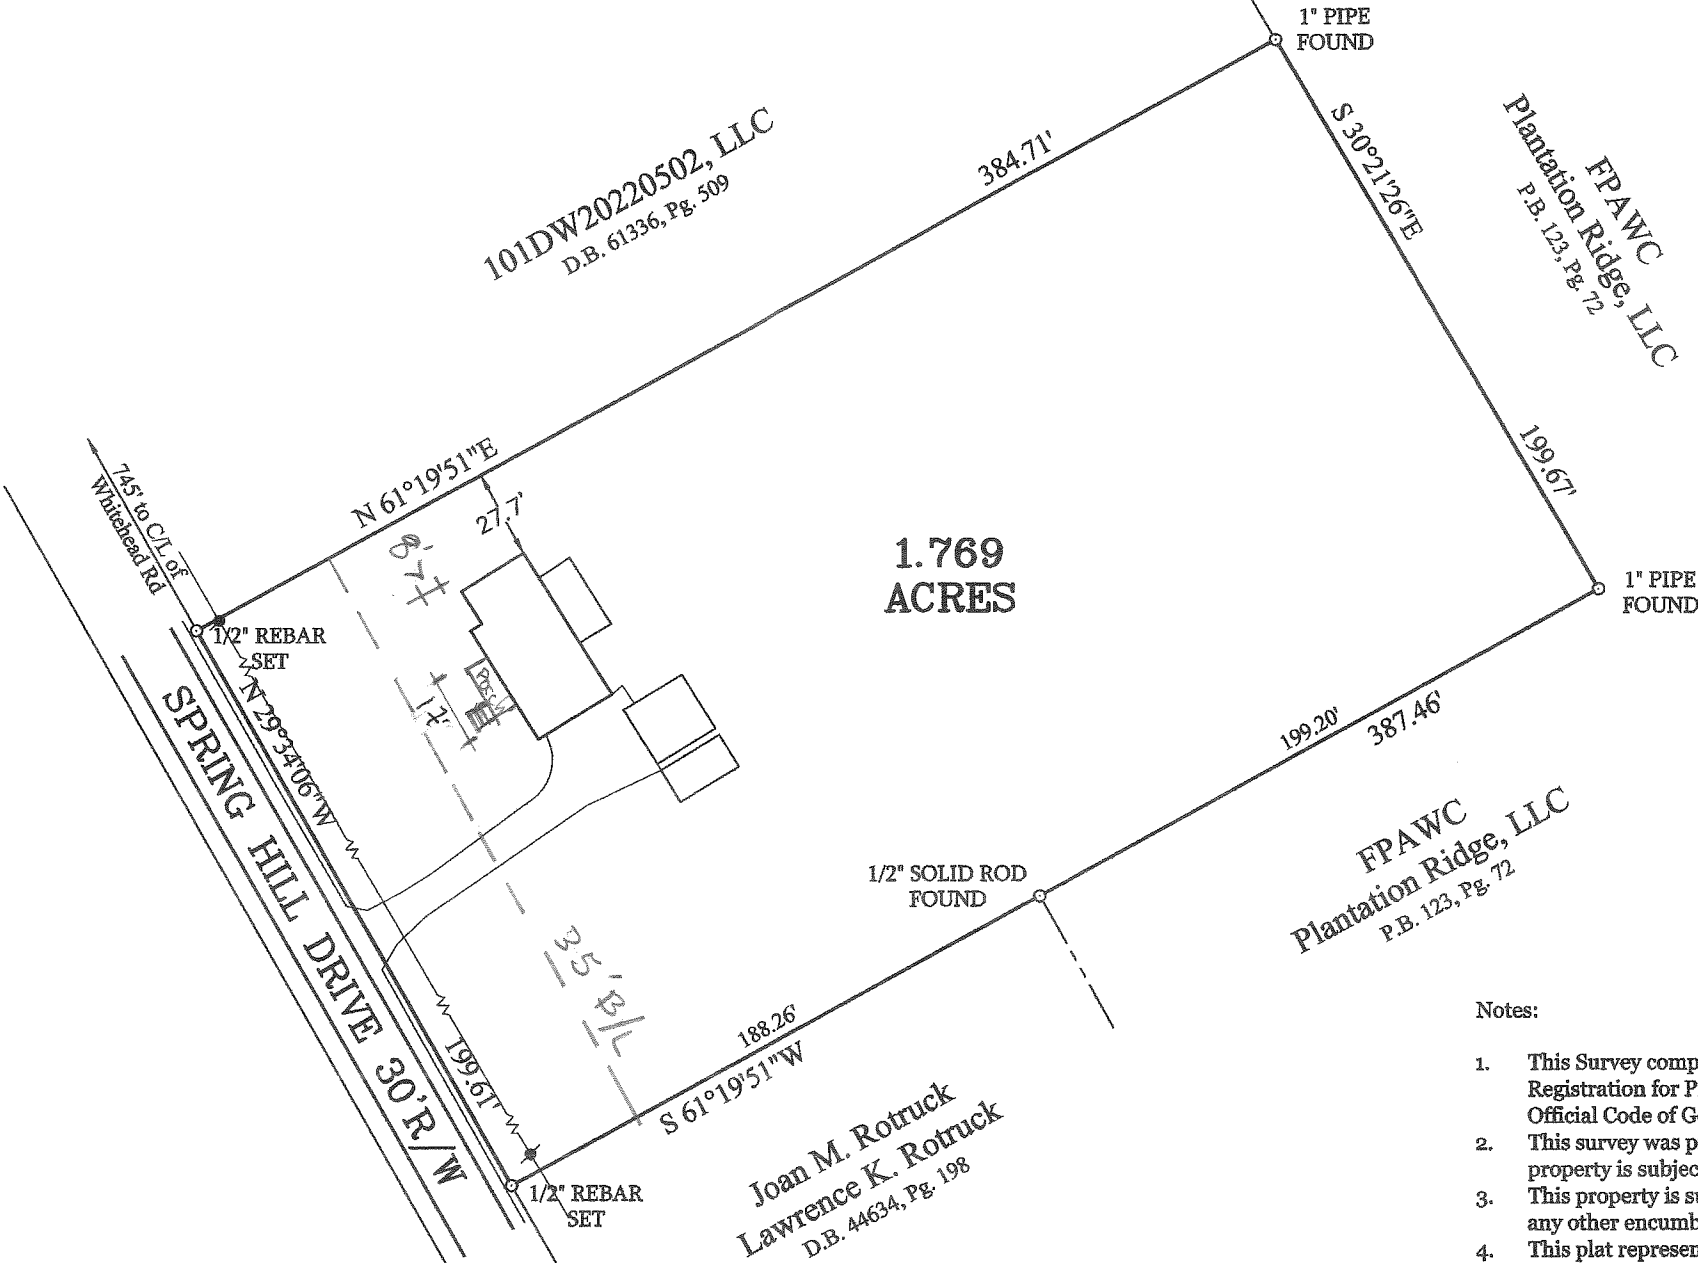 1" PIPE
FOUND
101DW20220502, LLC
D.B. 61336, Pg. 509
384.71'
S 30°21'26"E
FPAWC
Plantation Ridge, LLC
P.B. 123, Pg. 72
199.67'
1" PIPE
FOUND
745' to C/L of
Whitehead Rd
N 61°19'51"E
27.7'
1.769
ACRES
1/2" REBAR
SET
N 29°34'06"W
17'
SPRING HILL DRIVE 30'R/W
35' B/L
199.61'
1/2" SOLID ROD
FOUND
199.20'
387.46'
FPAWC
Plantation Ridge, LLC
P.B. 123, Pg. 72
188.26'
S 61°19'51"W
Joan M. Rotruck
Lawrence K. Rotruck
D.B. 44634, Pg. 198
1/2" REBAR
SET
Notes:
1. This Survey comp
Registration for P
Official Code of G
2. This survey was p
property is subjec
3. This property is su
any other encumb
4. This plat represen